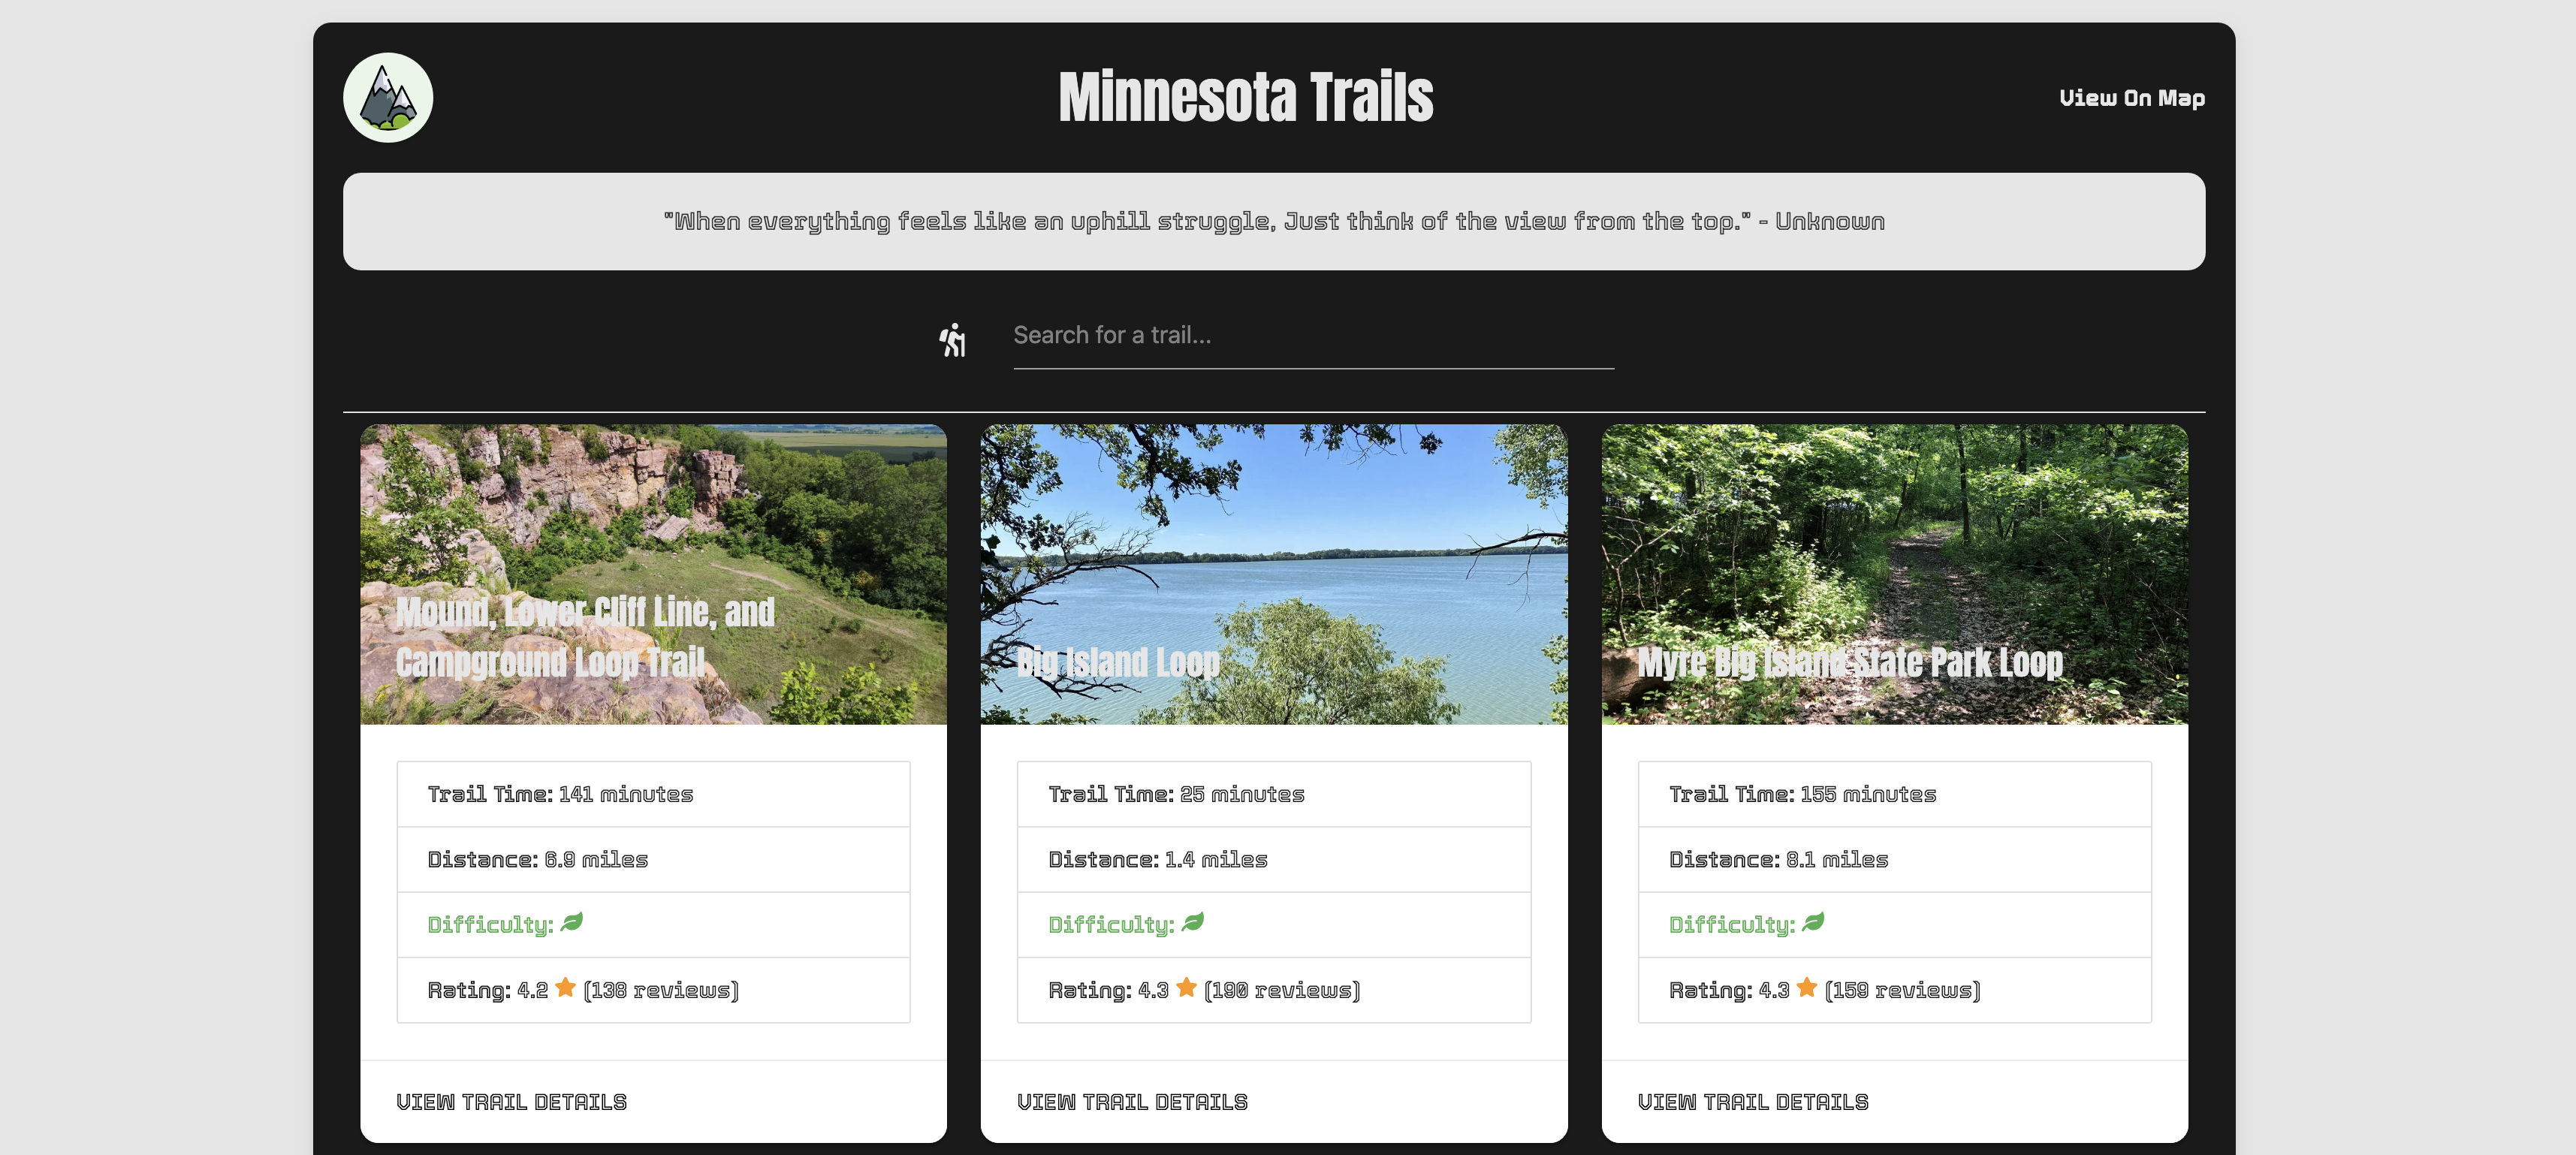 Minnesota Trails
View On Map
"When everything feels like an uphill struggle, Just think of the view from the top." - Unknown
Search for a trail...
Mound, Lower Cliff Line, and
Campground Loop Trail
Trail Time: 141 minutes
Distance: 6.9 miles
Difficulty:
Rating: 4.2 (138 reviews)
VIEW TRAIL DETAILS
Big Island Loop
Trail Time: 25 minutes
Distance: 1.4 miles
Difficulty:
Rating: 4.3 (190 reviews)
VIEW TRAIL DETAILS
Myre Big Island State Park Loop
Trail Time: 155 minutes
Distance: 8.1 miles
Difficulty:
Rating: 4.3 (159 reviews)
VIEW TRAIL DETAILS